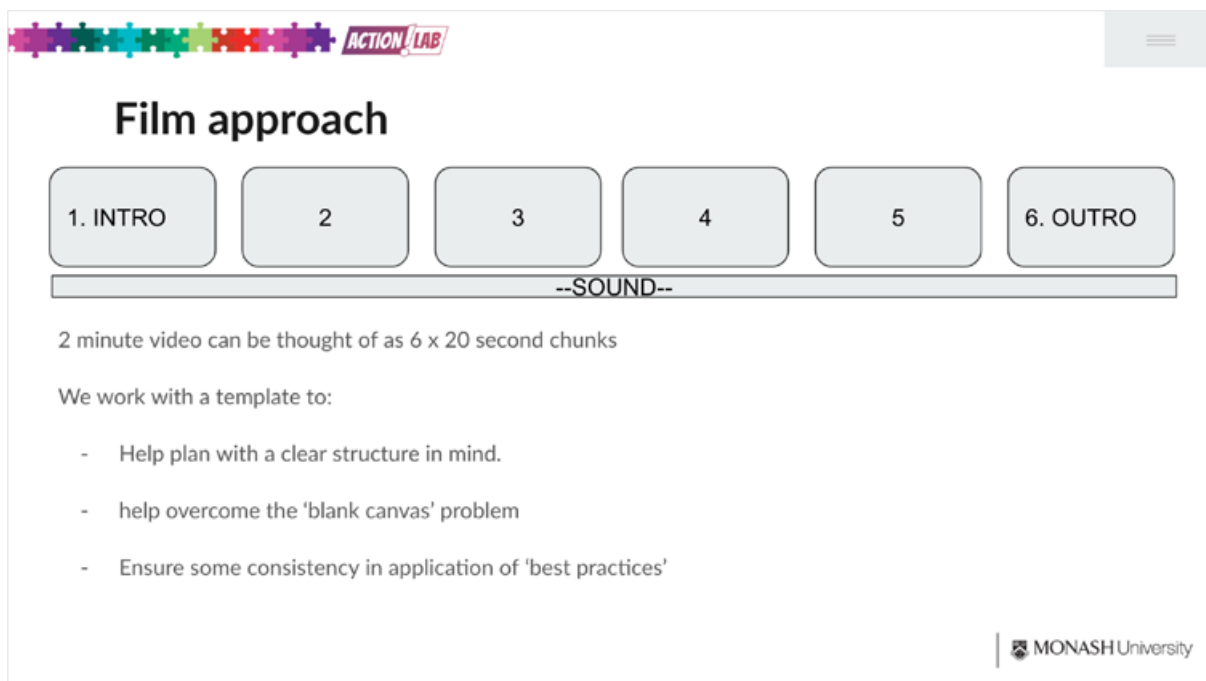 ACTION! LAB
Film approach
1. INTRO 2 3 4 5 6. OUTRO
--SOUND--
2 minute video can be thought of as 6 x 20 second chunks
We work with a template to:
- Help plan with a clear structure in mind.
- help overcome the ‘blank canvas’ problem
- Ensure some consistency in application of ‘best practices’
MONASH University